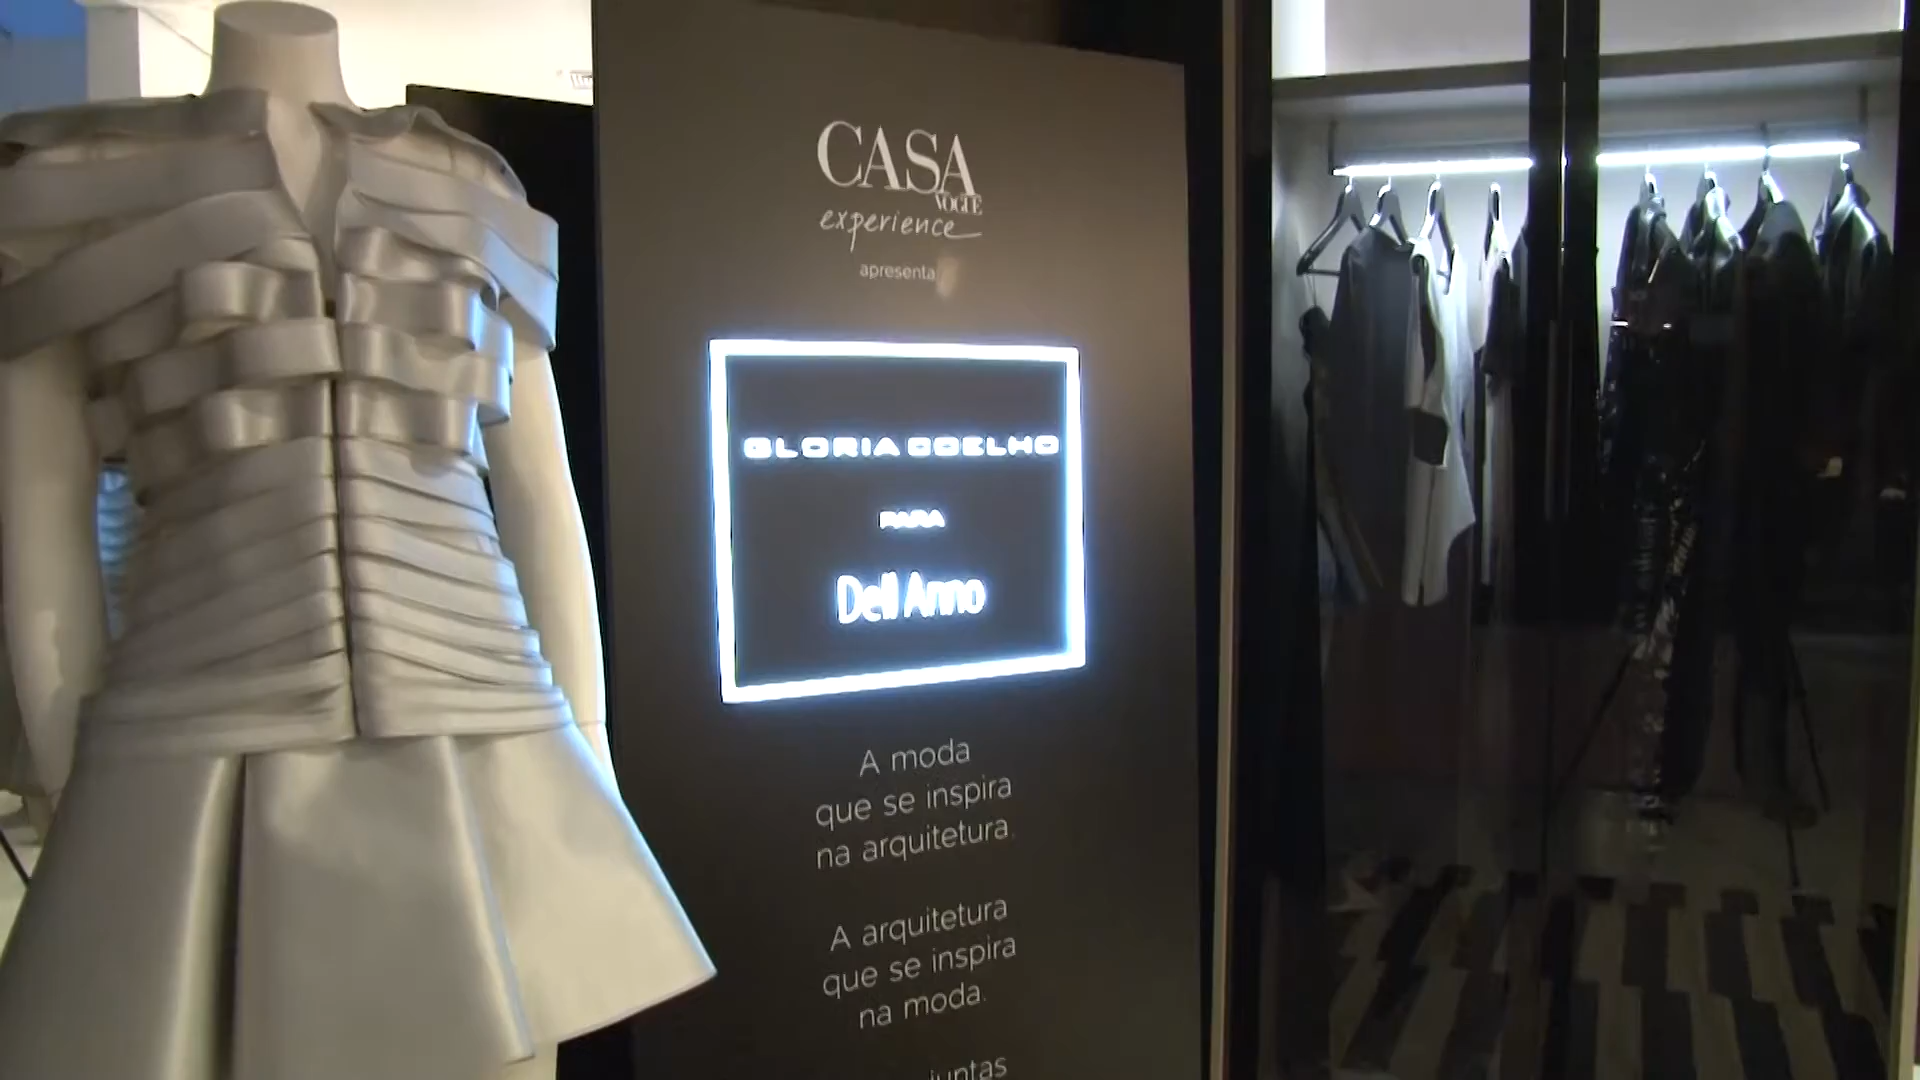 CASA
VOGUE
experience
apresenta
GLORIA COELHO
PARA
Dell Anno
A moda
que se inspira
na arquitetura.
A arquitetura
que se inspira
na moda.
juntas